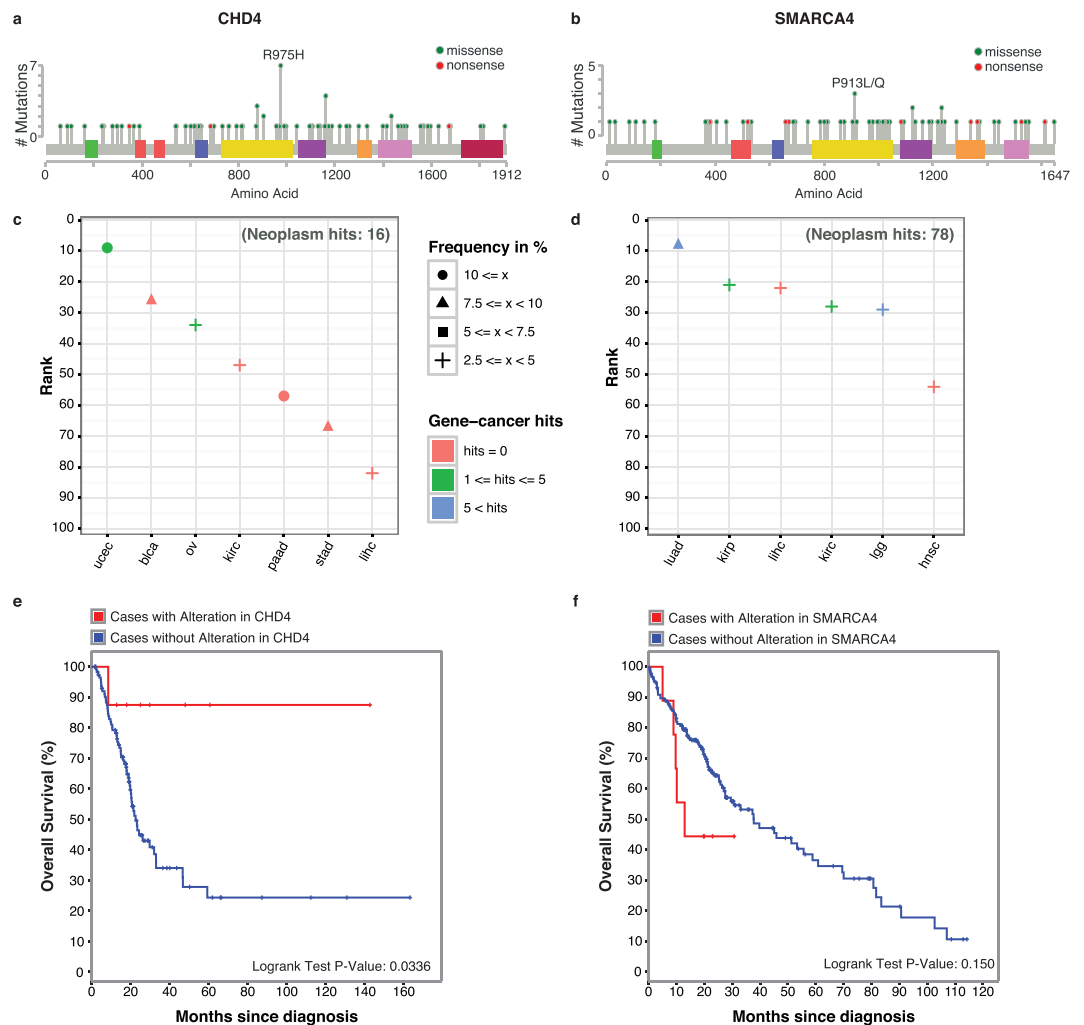 a
CHD4
b
SMARCA4
# Mutations
7
0
R975H
missense
nonsense
0
400
800
1200
1600
1912
Amino Acid
# Mutations
5
0
P913L/Q
missense
nonsense
0
400
800
1200
1647
Amino Acid
c
(Neoplasm hits: 16)
Rank
0
10
20
30
40
50
60
70
80
90
100
ucec
blca
ov
kirc
paad
stad
lihc
Frequency in %
10 <= x
7.5 <= x < 10
5 <= x < 7.5
2.5 <= x < 5
Gene–cancer hits
hits = 0
1 <= hits <= 5
5 < hits
d
(Neoplasm hits: 78)
Rank
0
10
20
30
40
50
60
70
80
90
100
luad
kirp
lihc
kirc
lgg
hnsc
e
Cases with Alteration in CHD4
Cases without Alteration in CHD4
Overall Survival (%)
100
90
80
70
60
50
40
30
20
10
0
Logrank Test P-Value: 0.0336
0
20
40
60
80
100
120
140
160
Months since diagnosis
f
Cases with Alteration in SMARCA4
Cases without Alteration in SMARCA4
Overall Survival (%)
100
90
80
70
60
50
40
30
20
10
0
Logrank Test P-Value: 0.150
0
10
20
30
40
50
60
70
80
90
100
110
120
Months since diagnosis